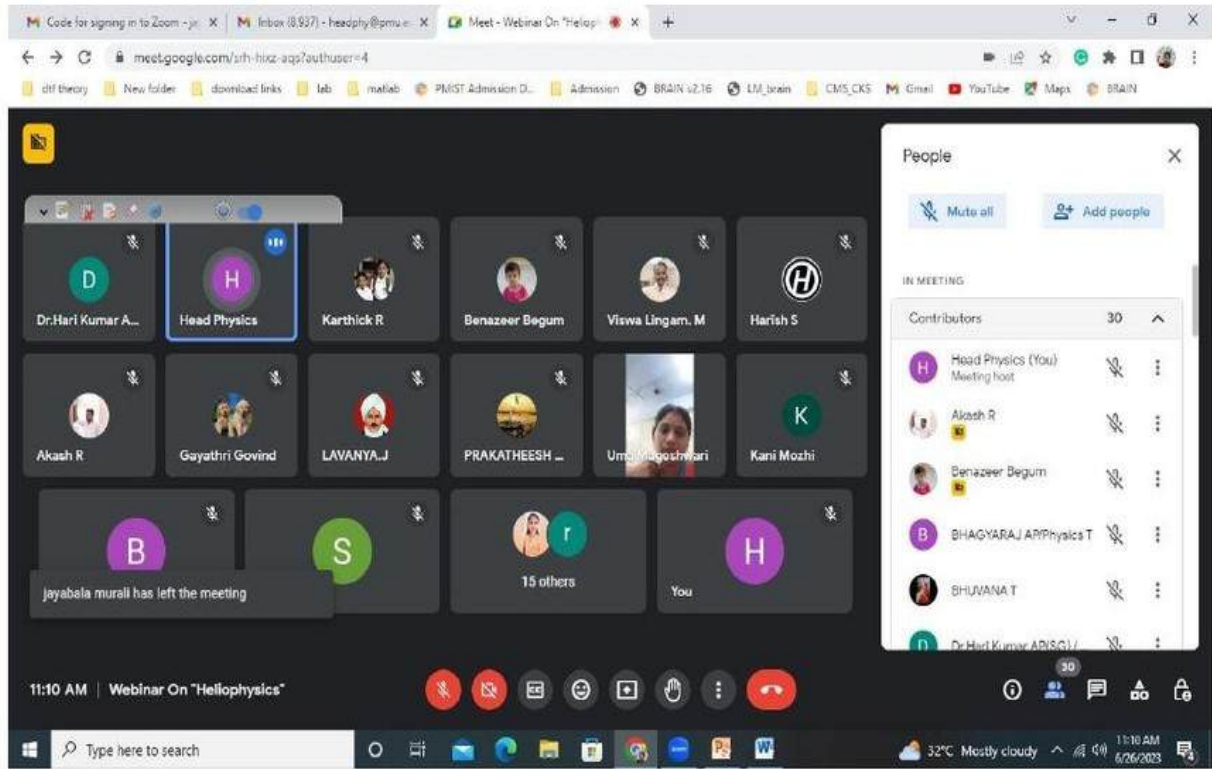 Code for signing in to Zoom - ji
Inbox (8,937) - headphy@pmu.e
Meet - Webinar On "Heliop
meet.google.com/srh-hixz-aqs?authuser=4
dtf theory
New folder
download links
lab
matlab
PMIST Admission D...
Admission
BRAIN v2.16
LM_brain
CMS_CKS
Gmail
YouTube
Maps
BRAIN
D
Dr.Hari Kumar A...
H
Head Physics
Karthick R
Benazeer Begum
Viswa Lingam. M
H
Harish S
Akash R
Gayathri Govind
LAVANYA.J
PRAKATHEESH ...
Uma Mageshwari
K
Kani Mozhi
B
S
r
15 others
H
You
jayabala murali has left the meeting
People
Mute all
Add people
IN MEETING
Contributors 30
H
Head Physics (You)
Meeting host
Akash R
Benazeer Begum
B
BHAGYARAJ AP/Physics T
BHUVANA T
D
Dr.Hari Kumar AP(SG) /
11:10 AM | Webinar On "Heliophysics"
CC
30
Type here to search
32°C Mostly cloudy
11:10 AM
6/26/2023
4